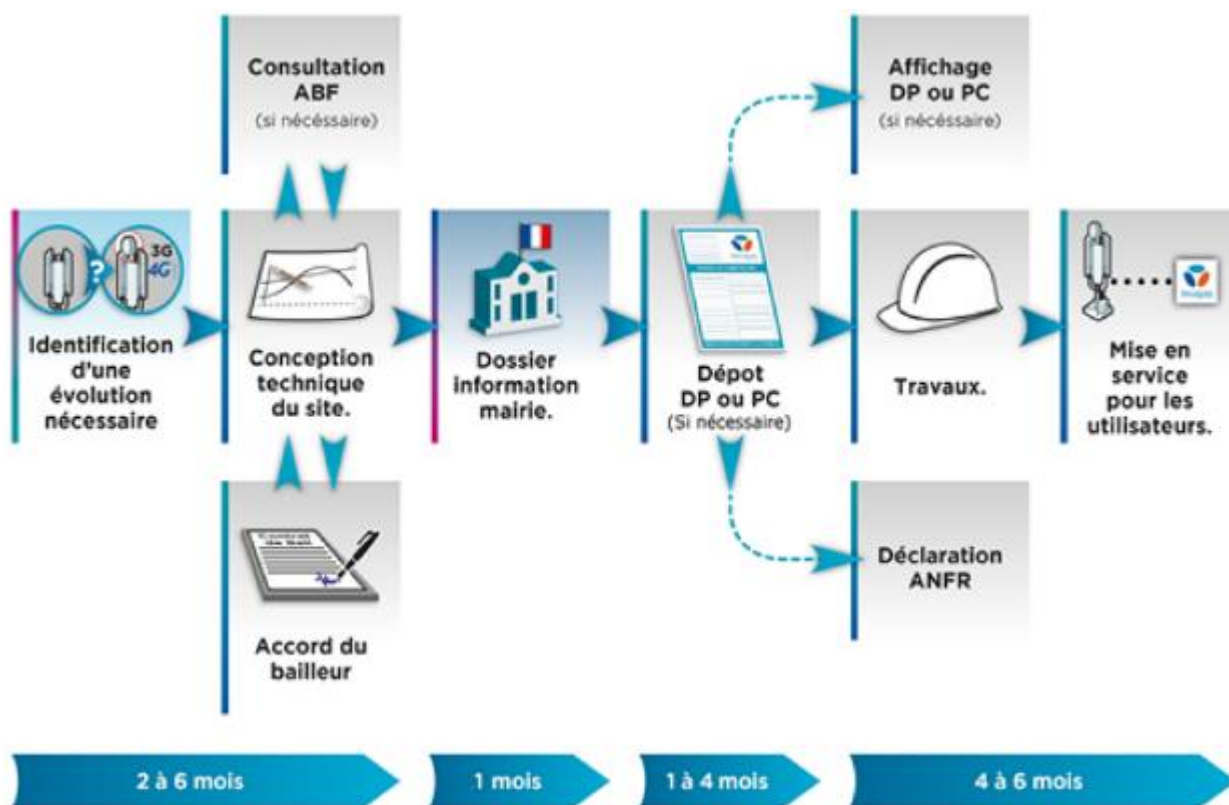 Consultation
ABF
(si nécéssaire)
Affichage
DP ou PC
(si nécéssaire)
3G
4G
?
Identification
d'une
évolution
nécessaire
Conception
technique
du site.
Dossier
information
mairie.
Dépot
DP ou PC
(Si nécessaire)
Travaux.
Mise en
service
pour les
utilisateurs.
Accord du
bailleur
Déclaration
ANFR
2 à 6 mois
1 mois
1 à 4 mois
4 à 6 mois